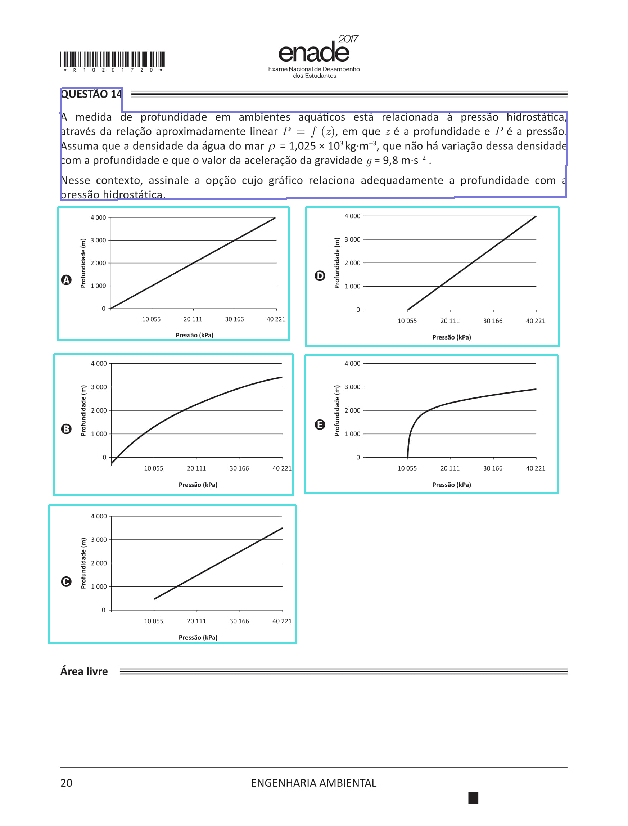 2017
enade
Exame Nacional de Desempenho
dos Estudantes
* R 1 0 2 0 1 7 2 0 *
QUESTÃO 14
A medida de profundidade em ambientes aquáticos está relacionada à pressão hidrostática,
através da relação aproximadamente linear P = f (z), em que z é a profundidade e P é a pressão.
Assuma que a densidade da água do mar ρ = 1,025 × 10³ kg·m⁻³, que não há variação dessa densidade
com a profundidade e que o valor da aceleração da gravidade g = 9,8 m·s⁻² .
Nesse contexto, assinale a opção cujo gráfico relaciona adequadamente a profundidade com a
pressão hidrostática.
A
Profundidade (m)
4 000
3 000
2 000
1 000
0
10 055 20 111 30 166 40 221
Pressão (kPa)
B
Profundidade (m)
4 000
3 000
2 000
1 000
0
10 055 20 111 30 166 40 221
Pressão (kPa)
C
Profundidade (m)
4 000
3 000
2 000
1 000
0
10 055 20 111 30 166 40 221
Pressão (kPa)
D
Profundidade (m)
4 000
3 000
2 000
1 000
0
10 055 20 111 30 166 40 221
Pressão (kPa)
E
Profundidade (m)
4 000
3 000
2 000
1 000
0
10 055 20 111 30 166 40 221
Pressão (kPa)
Área livre
20
ENGENHARIA AMBIENTAL